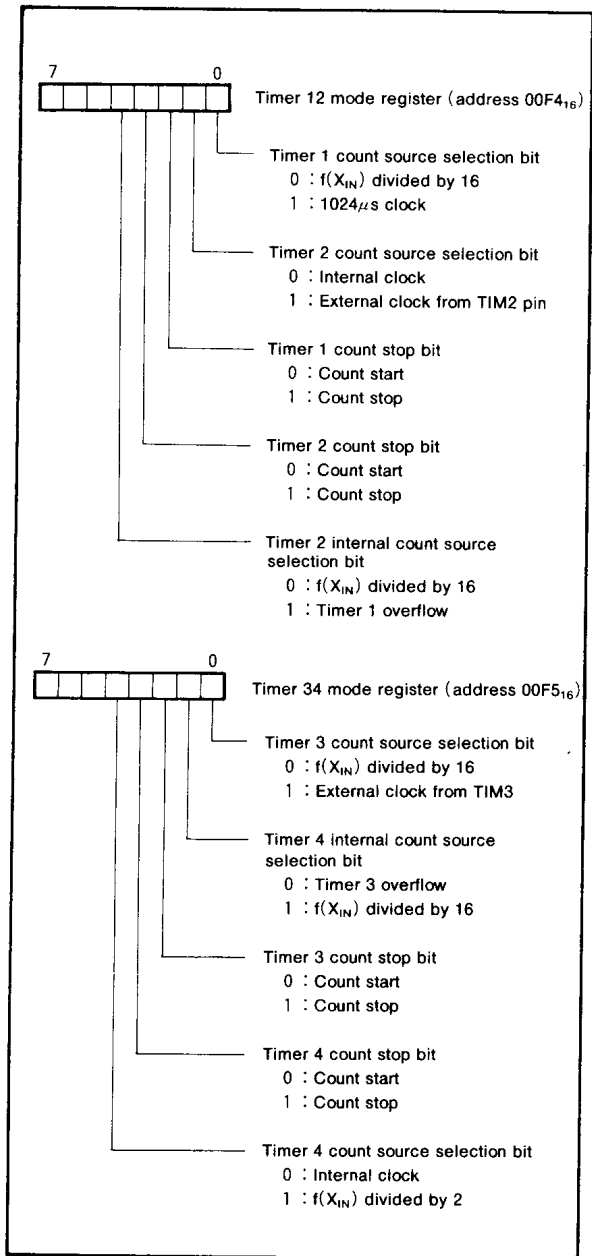 7 0
Timer 12 mode register (address 00F4₁₆)
Timer 1 count source selection bit
0 : f(X_IN) divided by 16
1 : 1024μs clock
Timer 2 count source selection bit
0 : Internal clock
1 : External clock from TIM2 pin
Timer 1 count stop bit
0 : Count start
1 : Count stop
Timer 2 count stop bit
0 : Count start
1 : Count stop
Timer 2 internal count source
selection bit
0 : f(X_IN) divided by 16
1 : Timer 1 overflow
7 0
Timer 34 mode register (address 00F5₁₆)
Timer 3 count source selection bit
0 : f(X_IN) divided by 16
1 : External clock from TIM3
Timer 4 internal count source
selection bit
0 : Timer 3 overflow
1 : f(X_IN) divided by 16
Timer 3 count stop bit
0 : Count start
1 : Count stop
Timer 4 count stop bit
0 : Count start
1 : Count stop
Timer 4 count source selection bit
0 : Internal clock
1 : f(X_IN) divided by 2